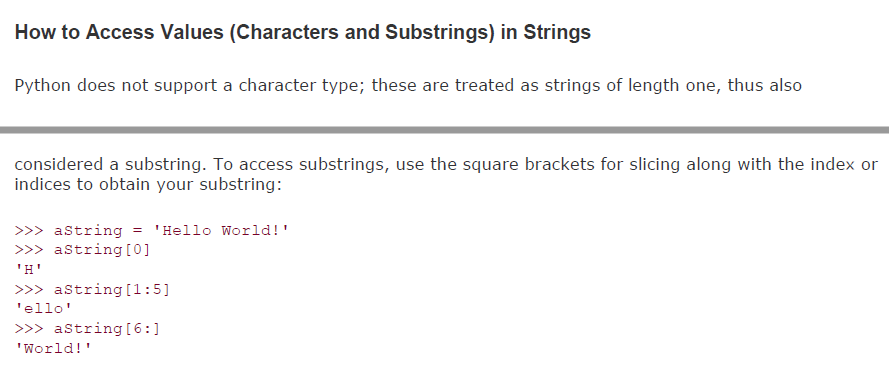 How to Access Values (Characters and Substrings) in Strings
Python does not support a character type; these are treated as strings of length one, thus also
considered a substring. To access substrings, use the square brackets for slicing along with the index or
indices to obtain your substring:
>>> aString = 'Hello World!'
>>> aString[0]
'H'
>>> aString[1:5]
'ello'
>>> aString[6:]
'World!'